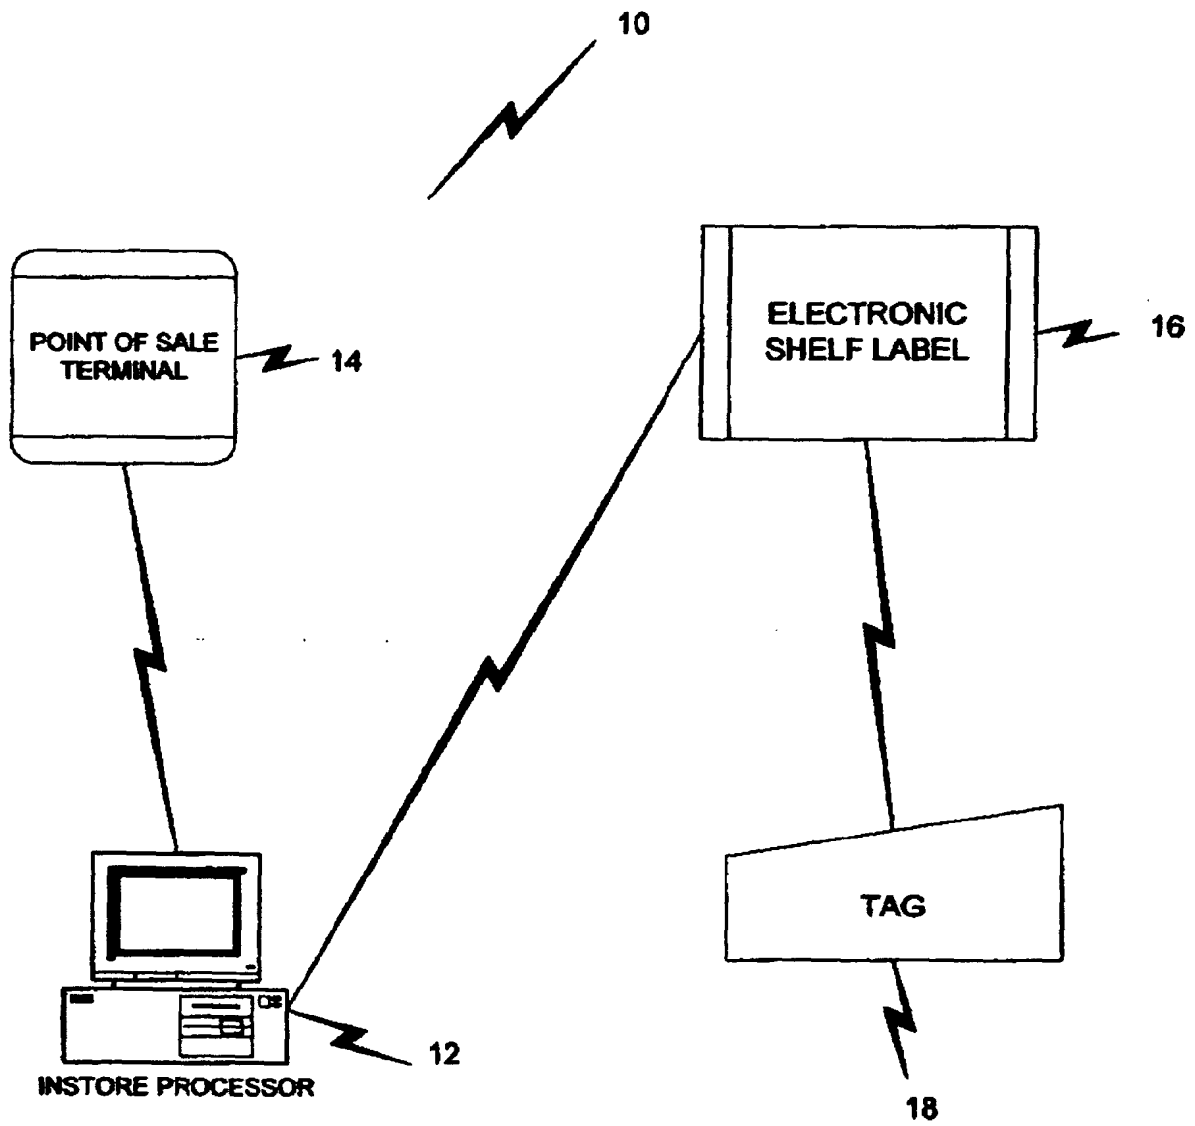 10
POINT OF SALE
TERMINAL
14
ELECTRONIC
SHELF LABEL
16
TAG
12
INSTORE PROCESSOR
18